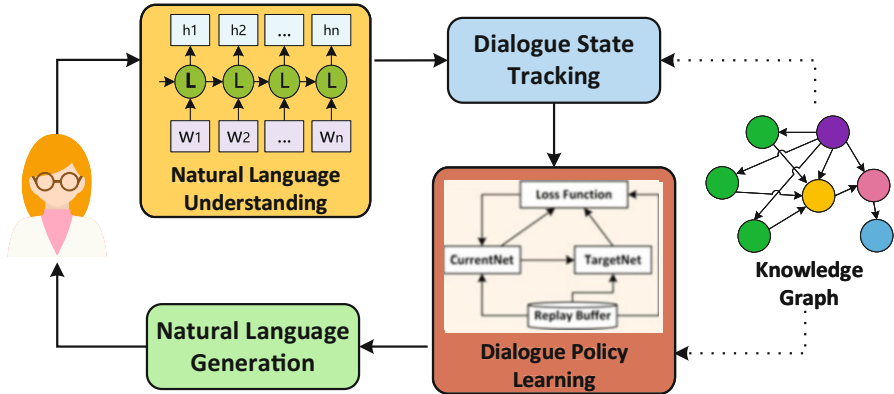 h1 h2 ... hn
L L L L
W1 W2 ... Wn
Natural Language
Understanding
Dialogue State
Tracking
Loss Function
CurrentNet TargetNet
Replay Buffer
Dialogue Policy
Learning
Knowledge
Graph
Natural Language
Generation